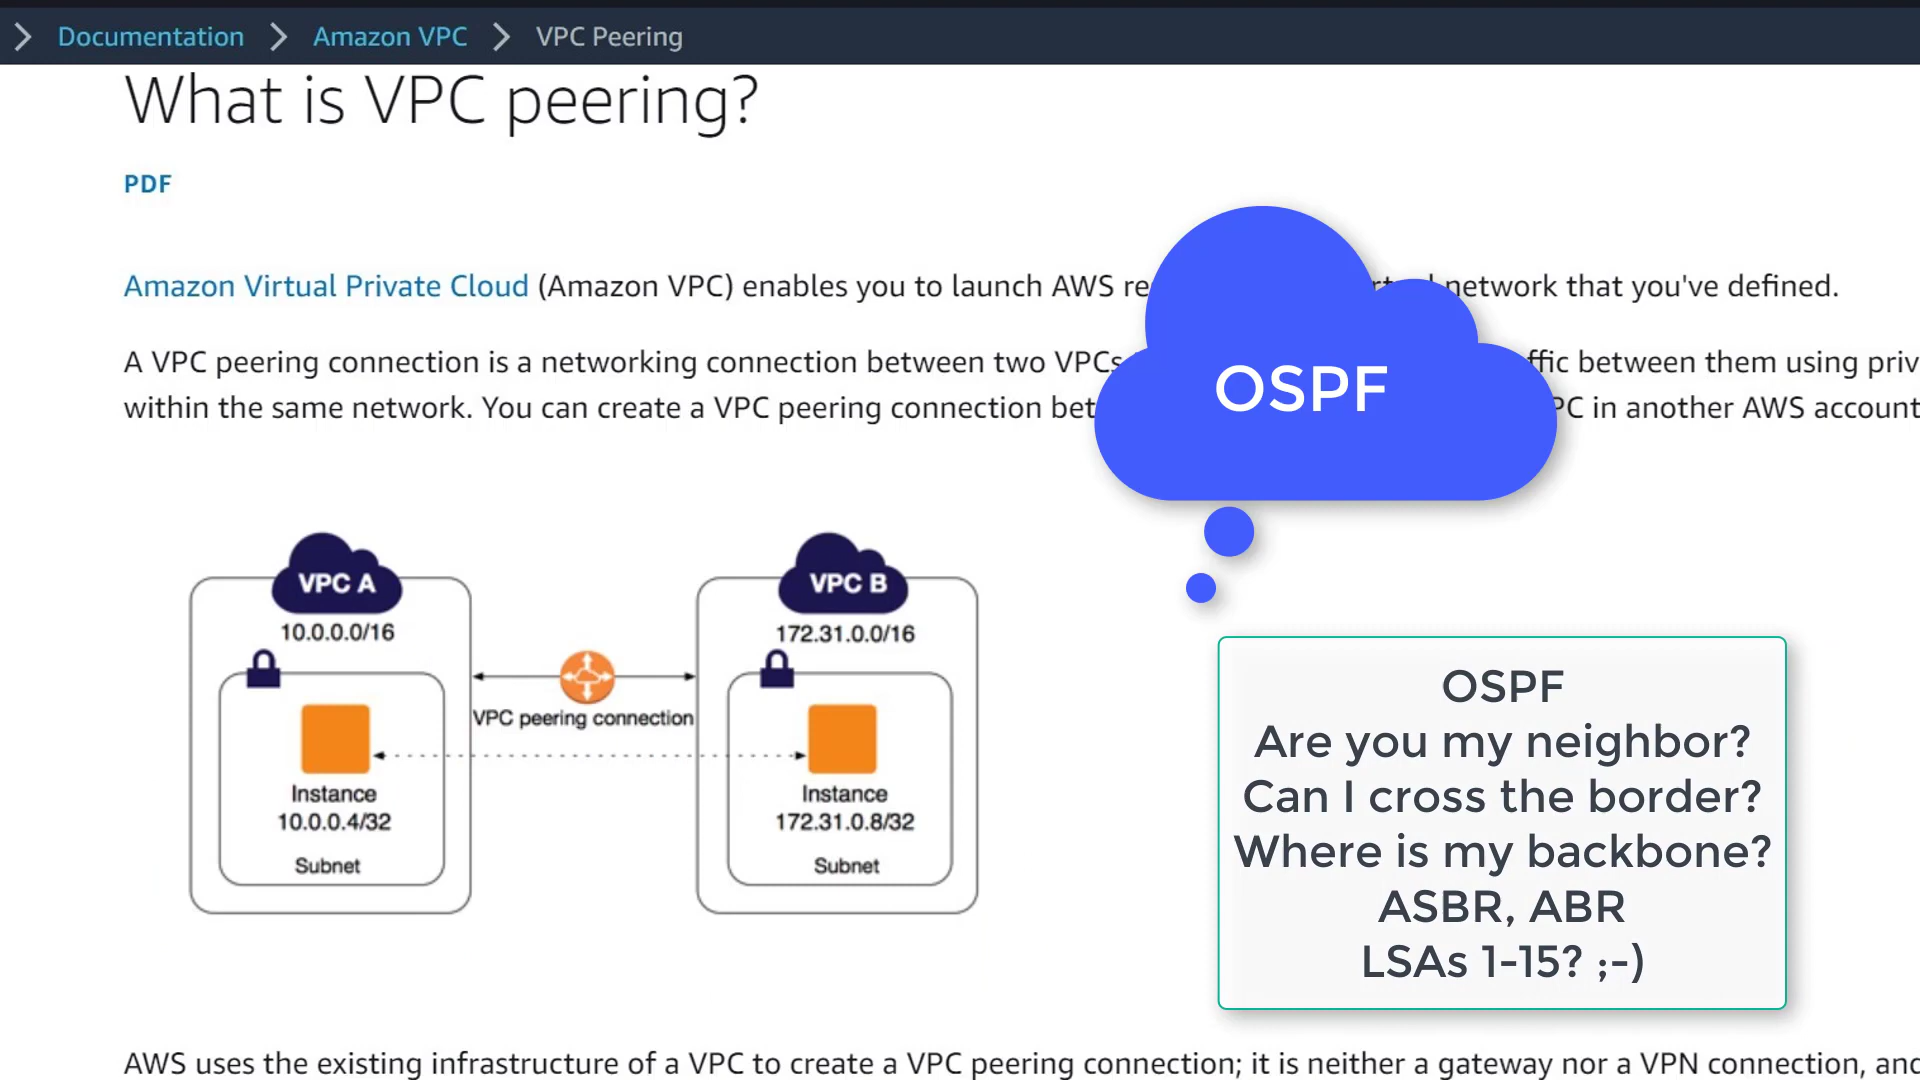 Documentation Amazon VPC VPC Peering
What is VPC peering?
PDF
Amazon Virtual Private Cloud (Amazon VPC) enables you to launch AWS network that you've defined.
A VPC peering connection is a networking connection between two VPCs between them using
within the same network. You can create a VPC peering connection in another AWS account
OSPF
VPC A
10.0.0.0/16
Instance
10.0.0.4/32
Subnet
VPC peering connection
VPC B
172.31.0.0/16
Instance
172.31.0.8/32
Subnet
OSPF
Are you my neighbor?
Can I cross the border?
Where is my backbone?
ASBR, ABR
LSAs 1-15? ;-)
AWS uses the existing infrastructure of a VPC to create a VPC peering connection; it is neither a gateway nor a VPN connection, and